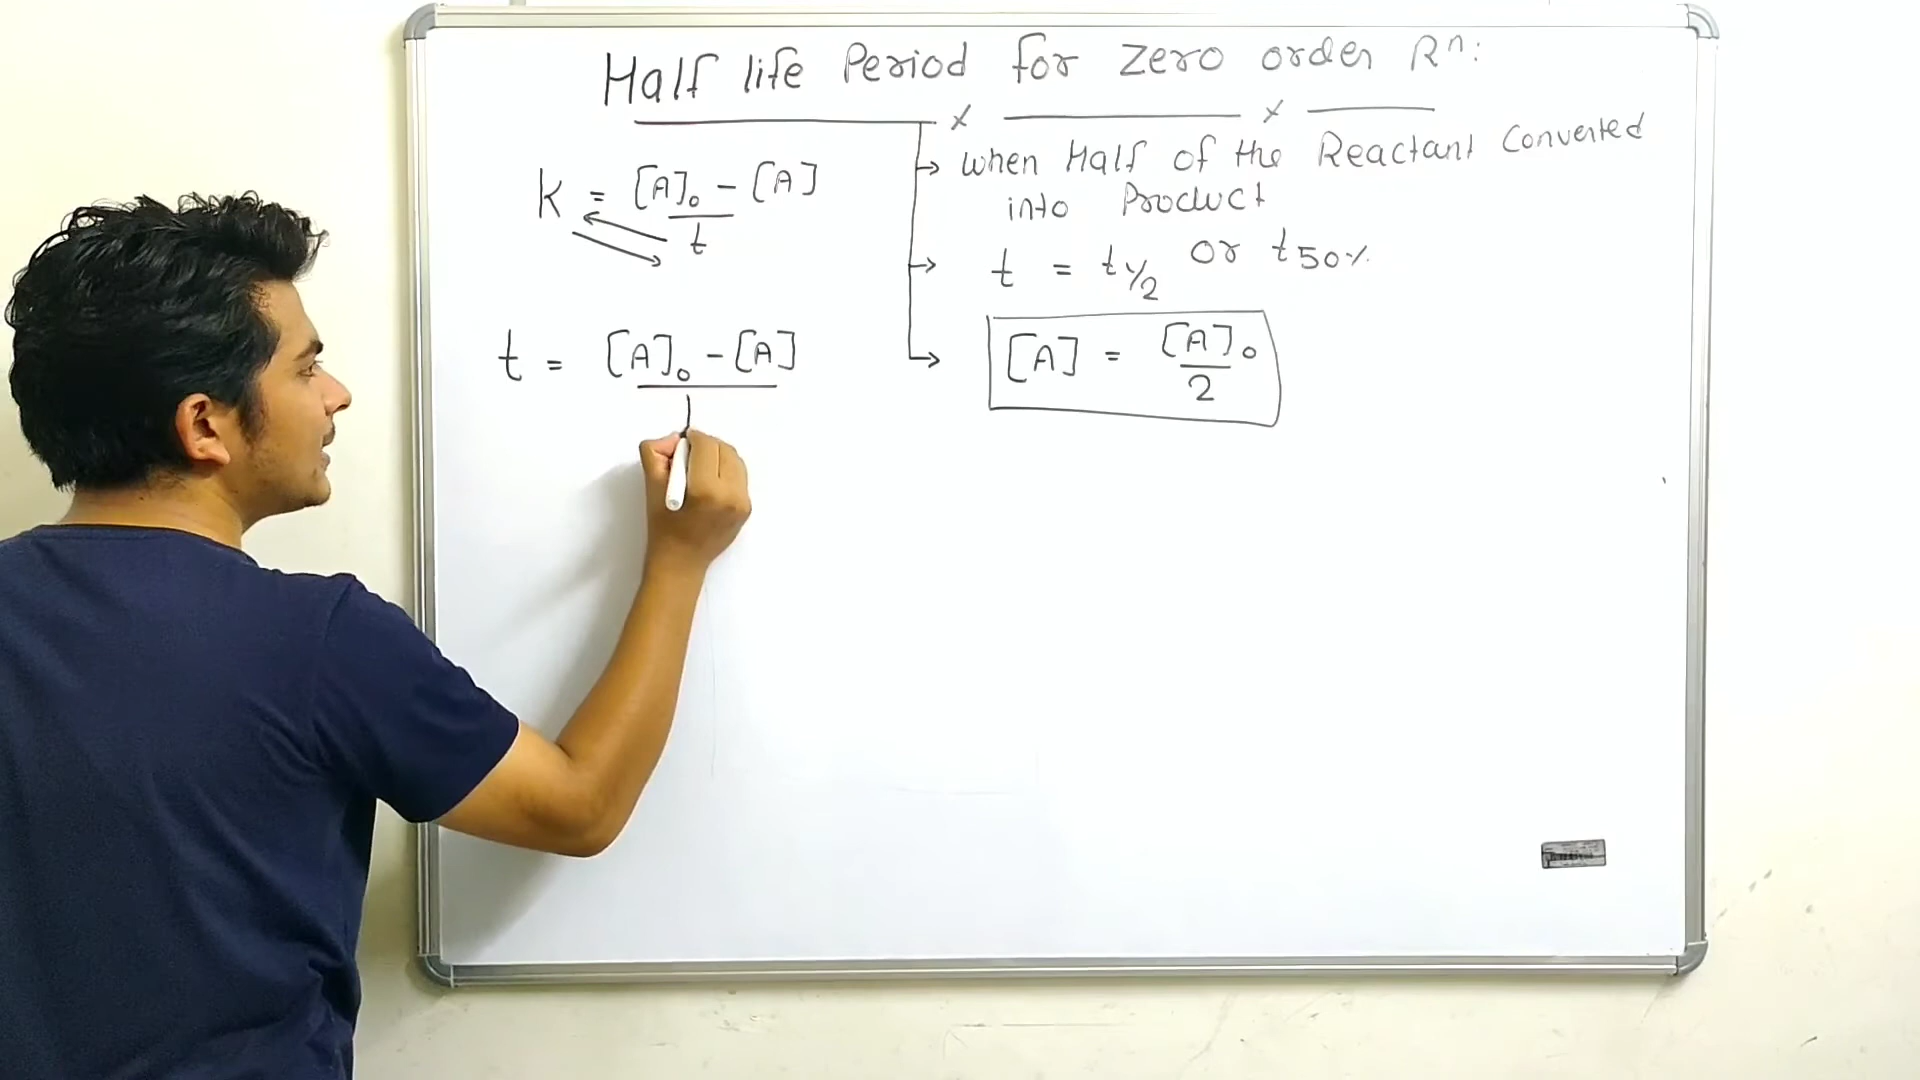 Half life Period for zero order Rⁿ:
K = [A]₀ - [A]
t
→ when Half of the Reactant Converted
into Product
→ t = t1/2 or t50%
t = [A]₀ - [A]
→ [A] = [A]₀
2